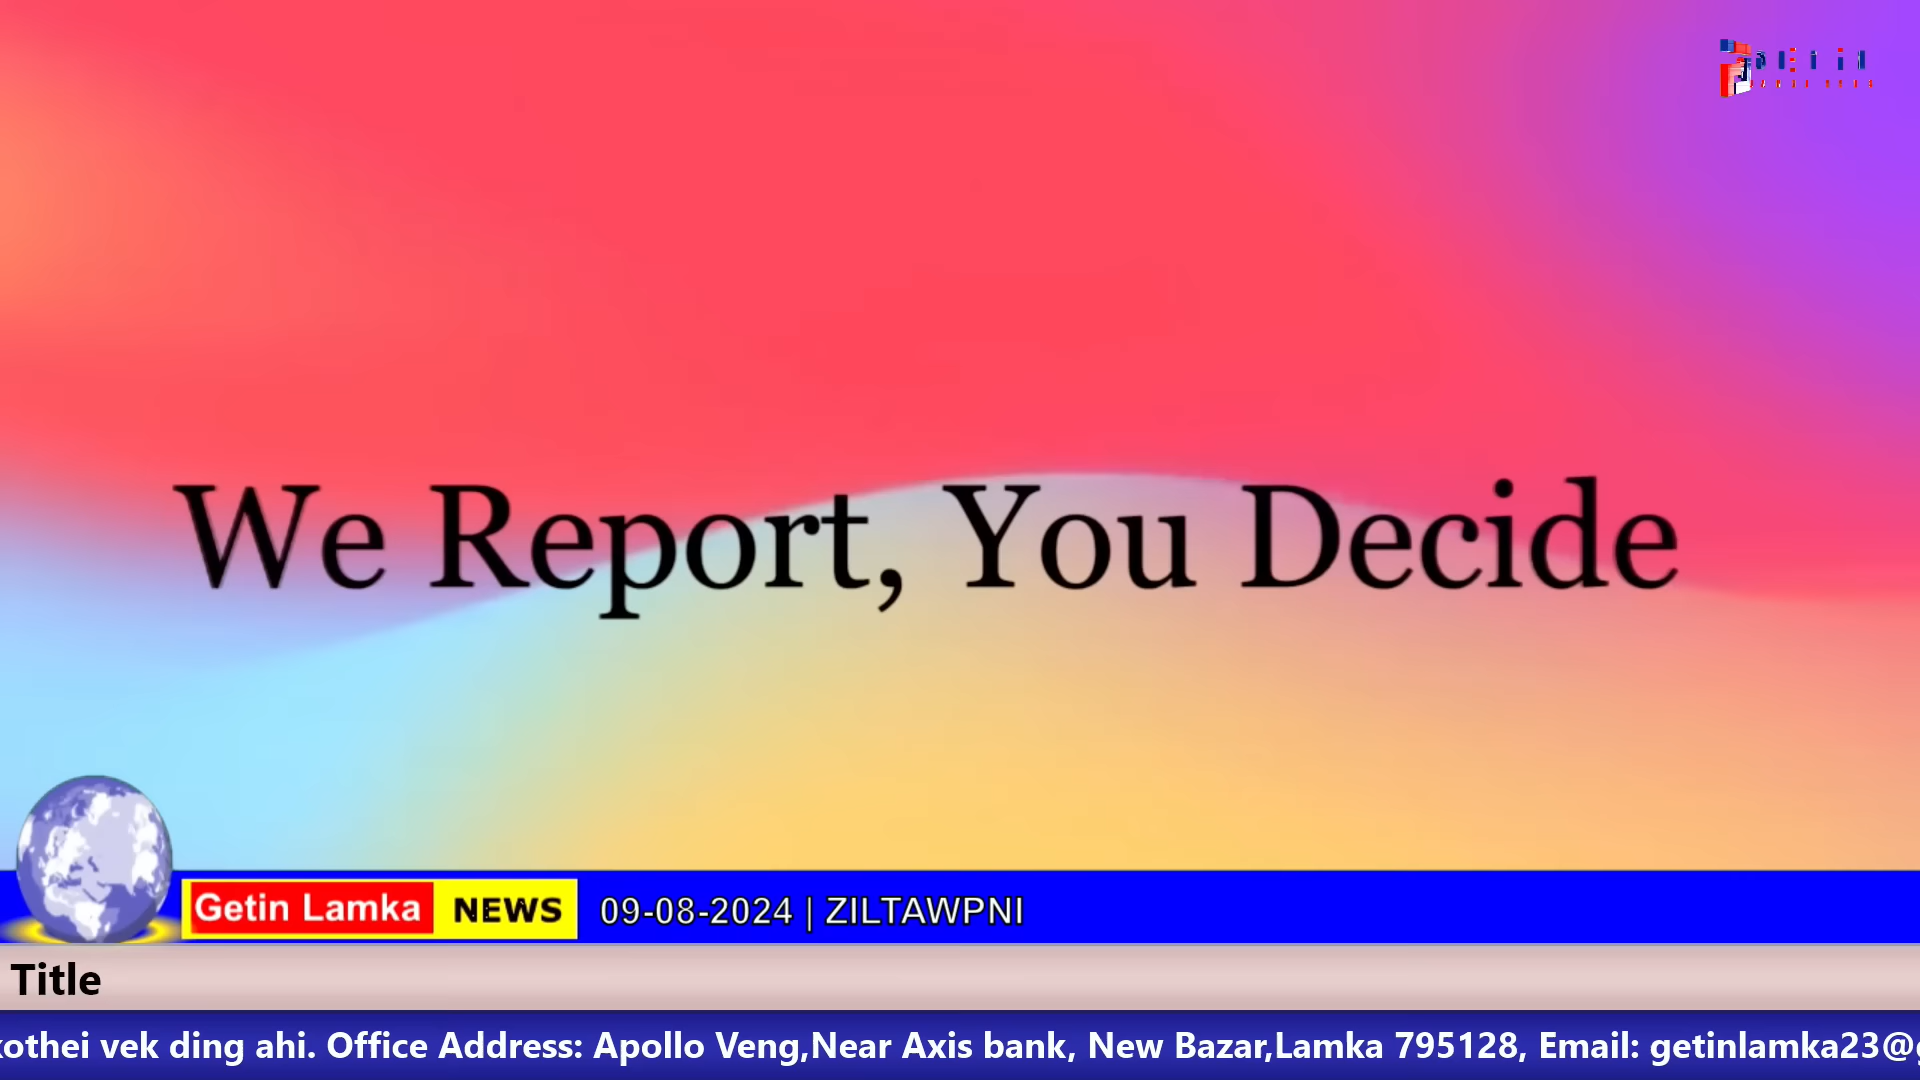 We Report, You Decide
Getin Lamka NEWS 09-08-2024 | ZILTAWPNI
Title
vek ding ahi. Office Address: Apollo Veng,Near Axis bank, New Bazar,Lamka 795128, Email: getinlamka23@